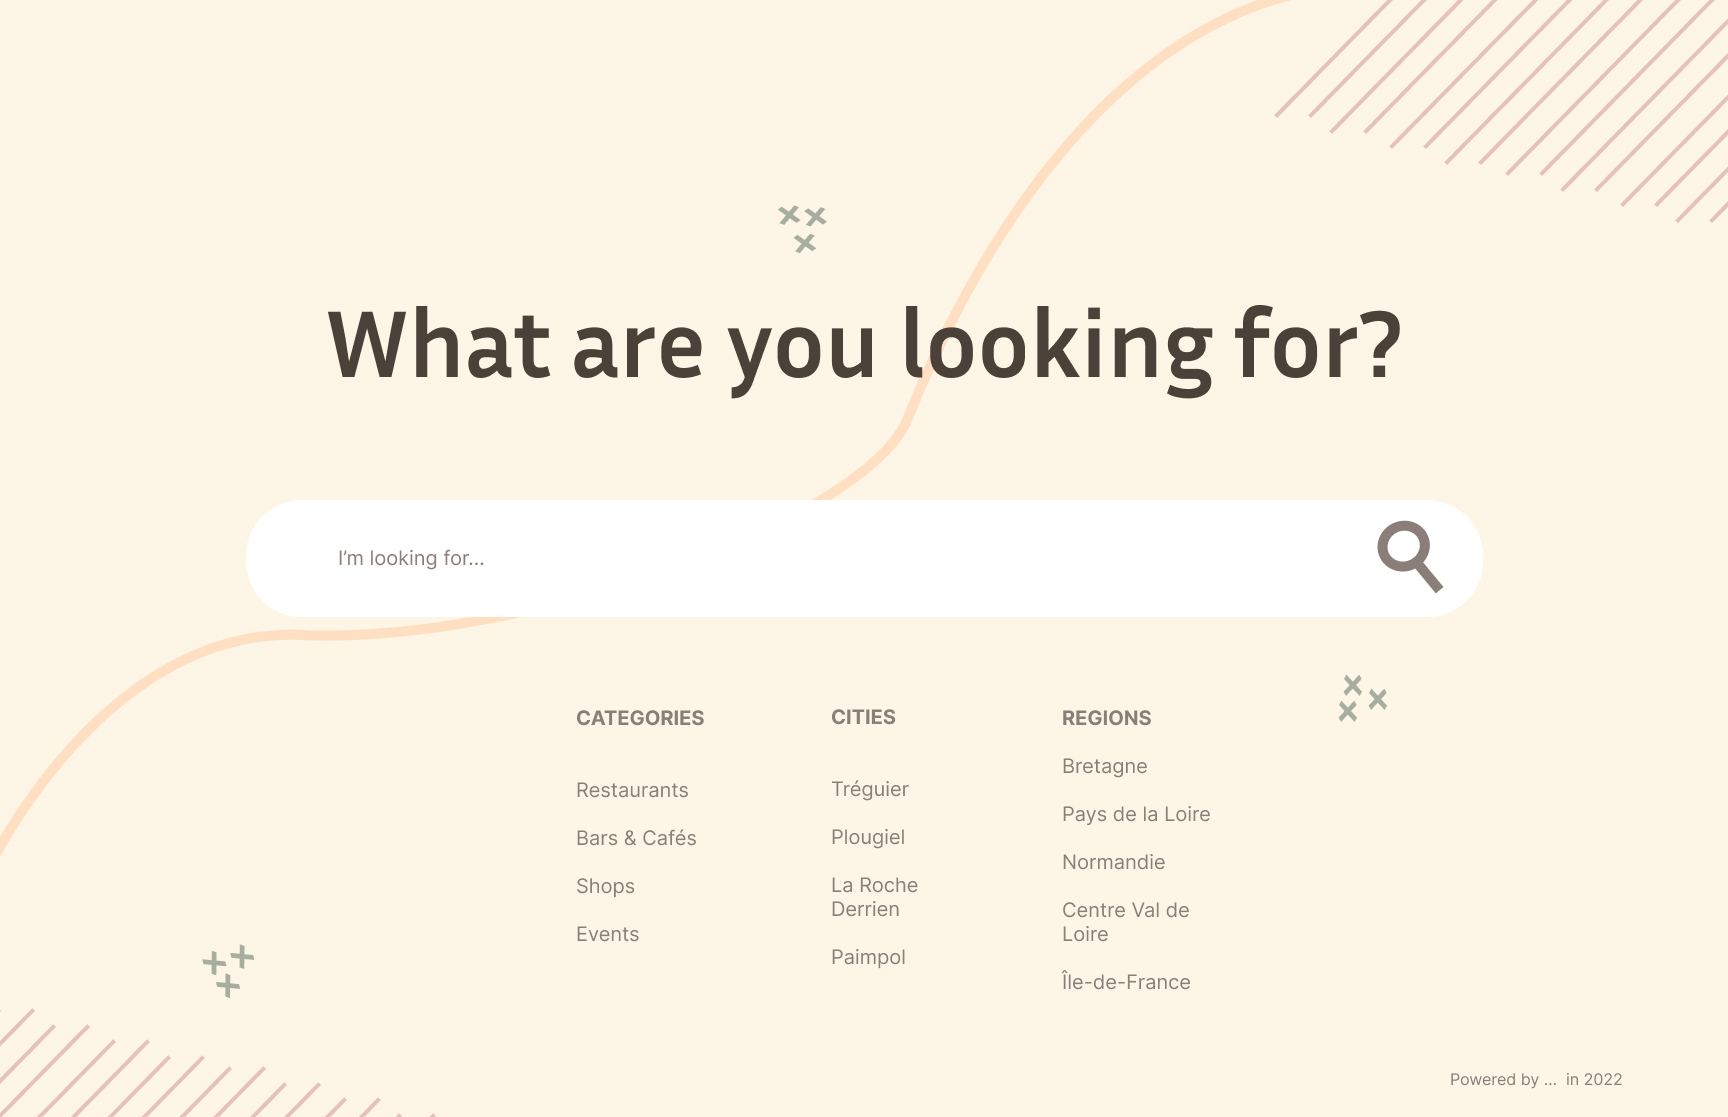 What are you looking for?
I'm looking for...
CATEGORIES
Restaurants
Bars & Cafés
Shops
Events
CITIES
Tréguier
Plougiel
La Roche
Derrien
Paimpol
REGIONS
Bretagne
Pays de la Loire
Normandie
Centre Val de
Loire
Île-de-France
Powered by ... in 2022